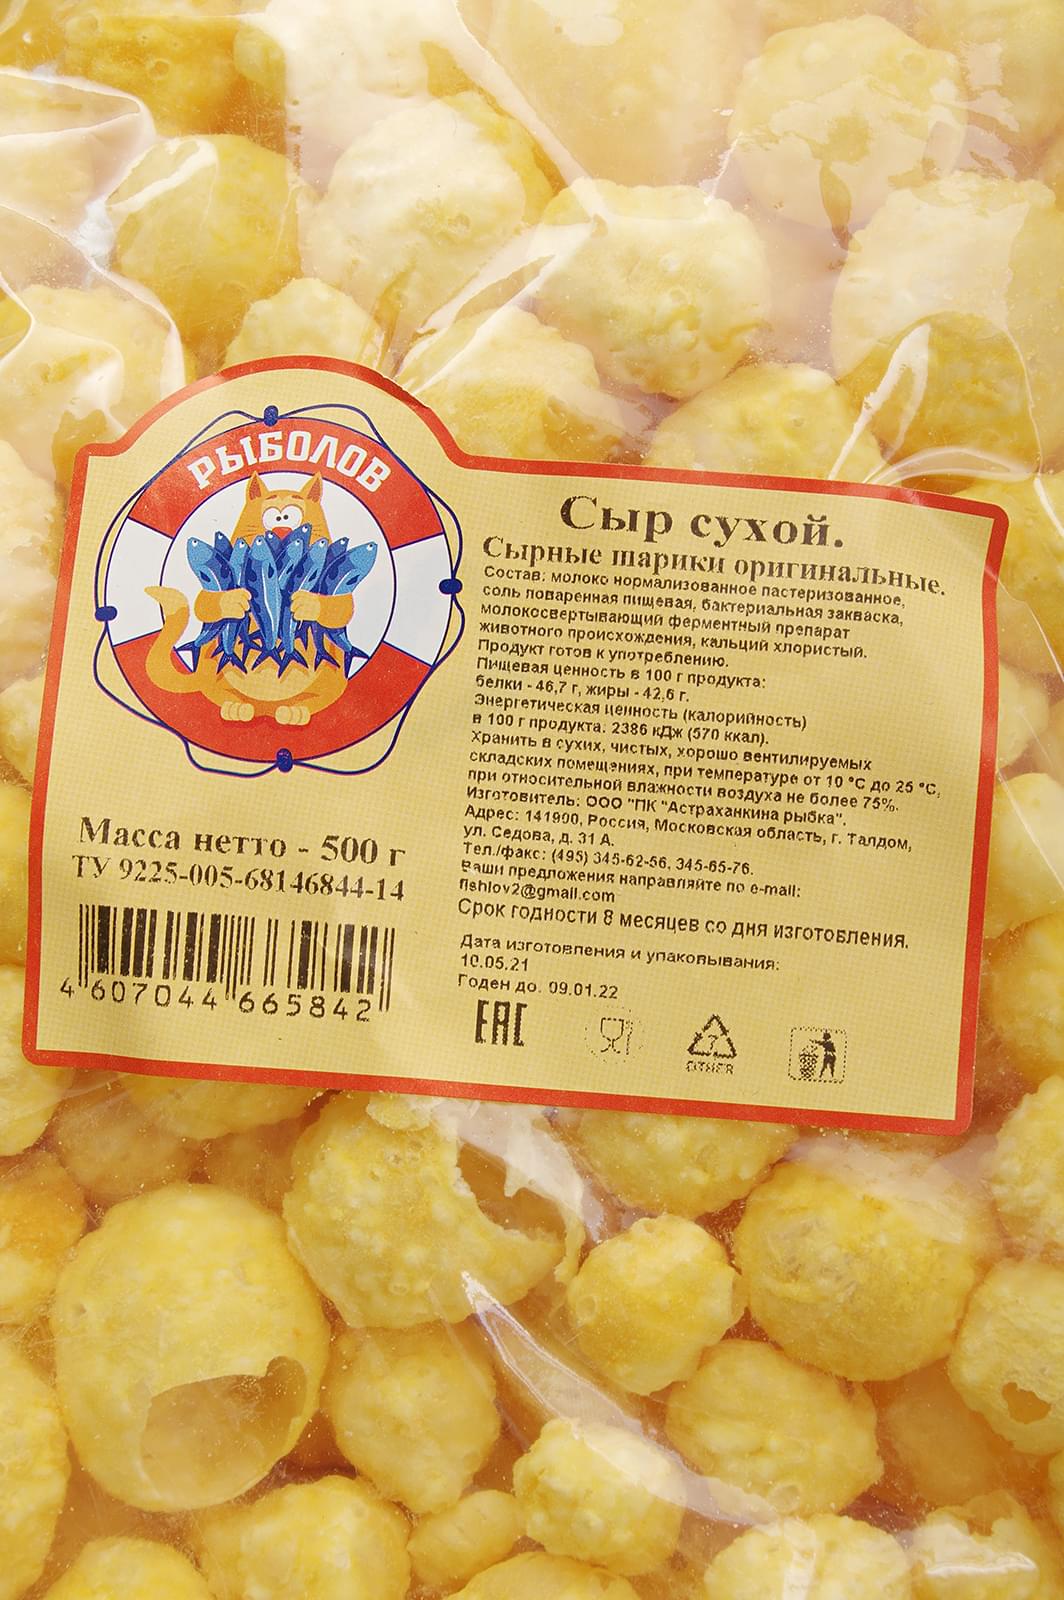 РЫБОЛОВ
Сыр сухой.
Сырные шарики оригинальные.
Состав: молоко нормализованное пастеризованное,
соль поваренная пищевая, бактериальная закваска,
молокосвертывающий ферментный препарат
животного происхождения, кальций хлористый.
Продукт готов к употреблению.
Пищевая ценность в 100 г продукта:
белки - 46,7 г, жиры - 42,6 г.
Энергетическая ценность (калорийность)
в 100 г продукта: 2386 кДж (570 ккал).
Хранить в сухих, чистых, хорошо вентилируемых
складских помещениях, при температуре от 10 °С до 25 °С,
при относительной влажности воздуха не более 75%.
Изготовитель: ООО "ПК "Астраханкина рыбка".
Адрес: 141900, Россия, Московская область, г. Талдом,
ул. Седова, д. 31 А.
Тел./факс: (495) 345-62-56, 345-65-76.
Ваши предложения направляйте по e-mail:
fishlov2@gmail.com
Срок годности 8 месяцев со дня изготовления.
Дата изготовления и упаковывания:
10.05.21
Годен до: 09.01.22
EAC
7
OTHER
Масса нетто - 500 г
ТУ 9225-005-68146844-14
4 607044 665842